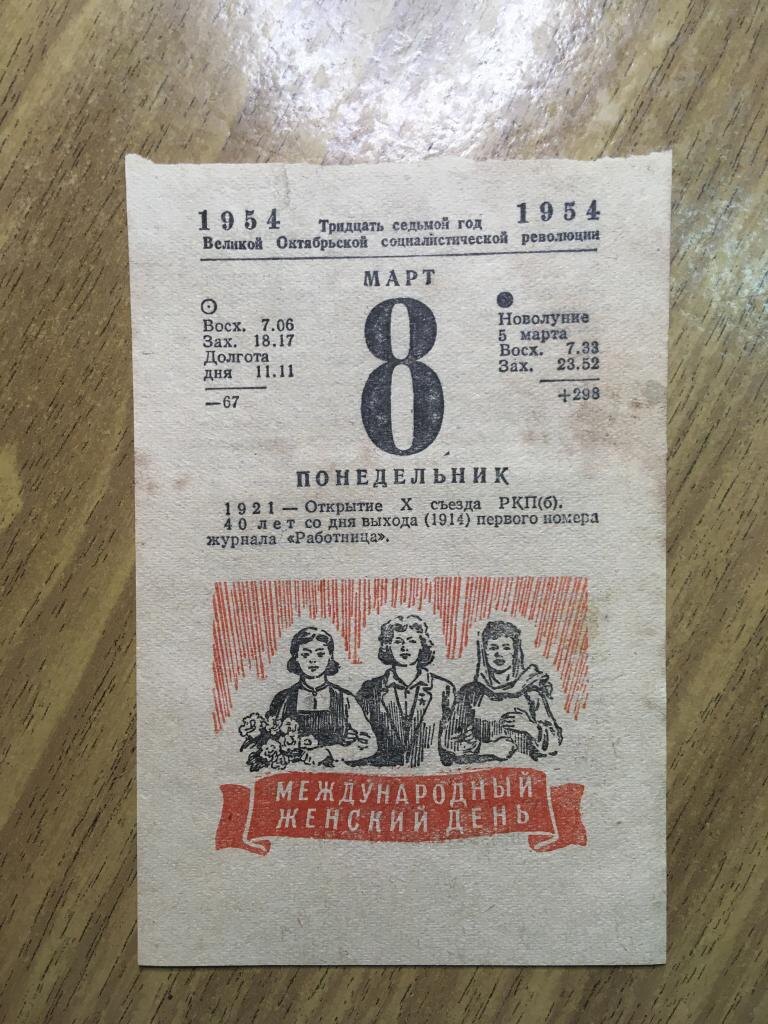 1954 Тридцать седьмой год 1954
Великой Октябрьской социалистической революции
МАРТ
Восх. 7.06
Зах. 18.17
Долгота
дня 11.11
—67
8
Новолуние
5 марта
Восх. 7.33
Зах. 23.52
+298
ПОНЕДЕЛЬНИК
1921 — Открытие X съезда РКП(б).
40 лет со дня выхода (1914) первого номера
журнала «Работница».
МЕЖДУНАРОДНЫЙ
ЖЕНСКИЙ ДЕНЬ